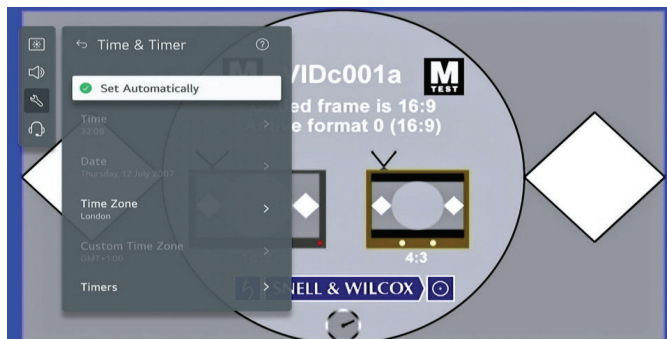 Time & Timer
Set Automatically
Time
22:08
Date
Thursday, 12 July 2007
Time Zone
London
Custom Time Zone
GMT+1:00
Timers
VIDc001a
M
TEST
ed frame is 16:9
e format 0 (16:9)
4:3
NELL & WILCOX